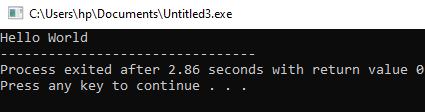 C:\Users\hp\Documents\Untitled3.exe
Hello World
--------------------------------
Process exited after 2.86 seconds with return value 0
Press any key to continue . . .